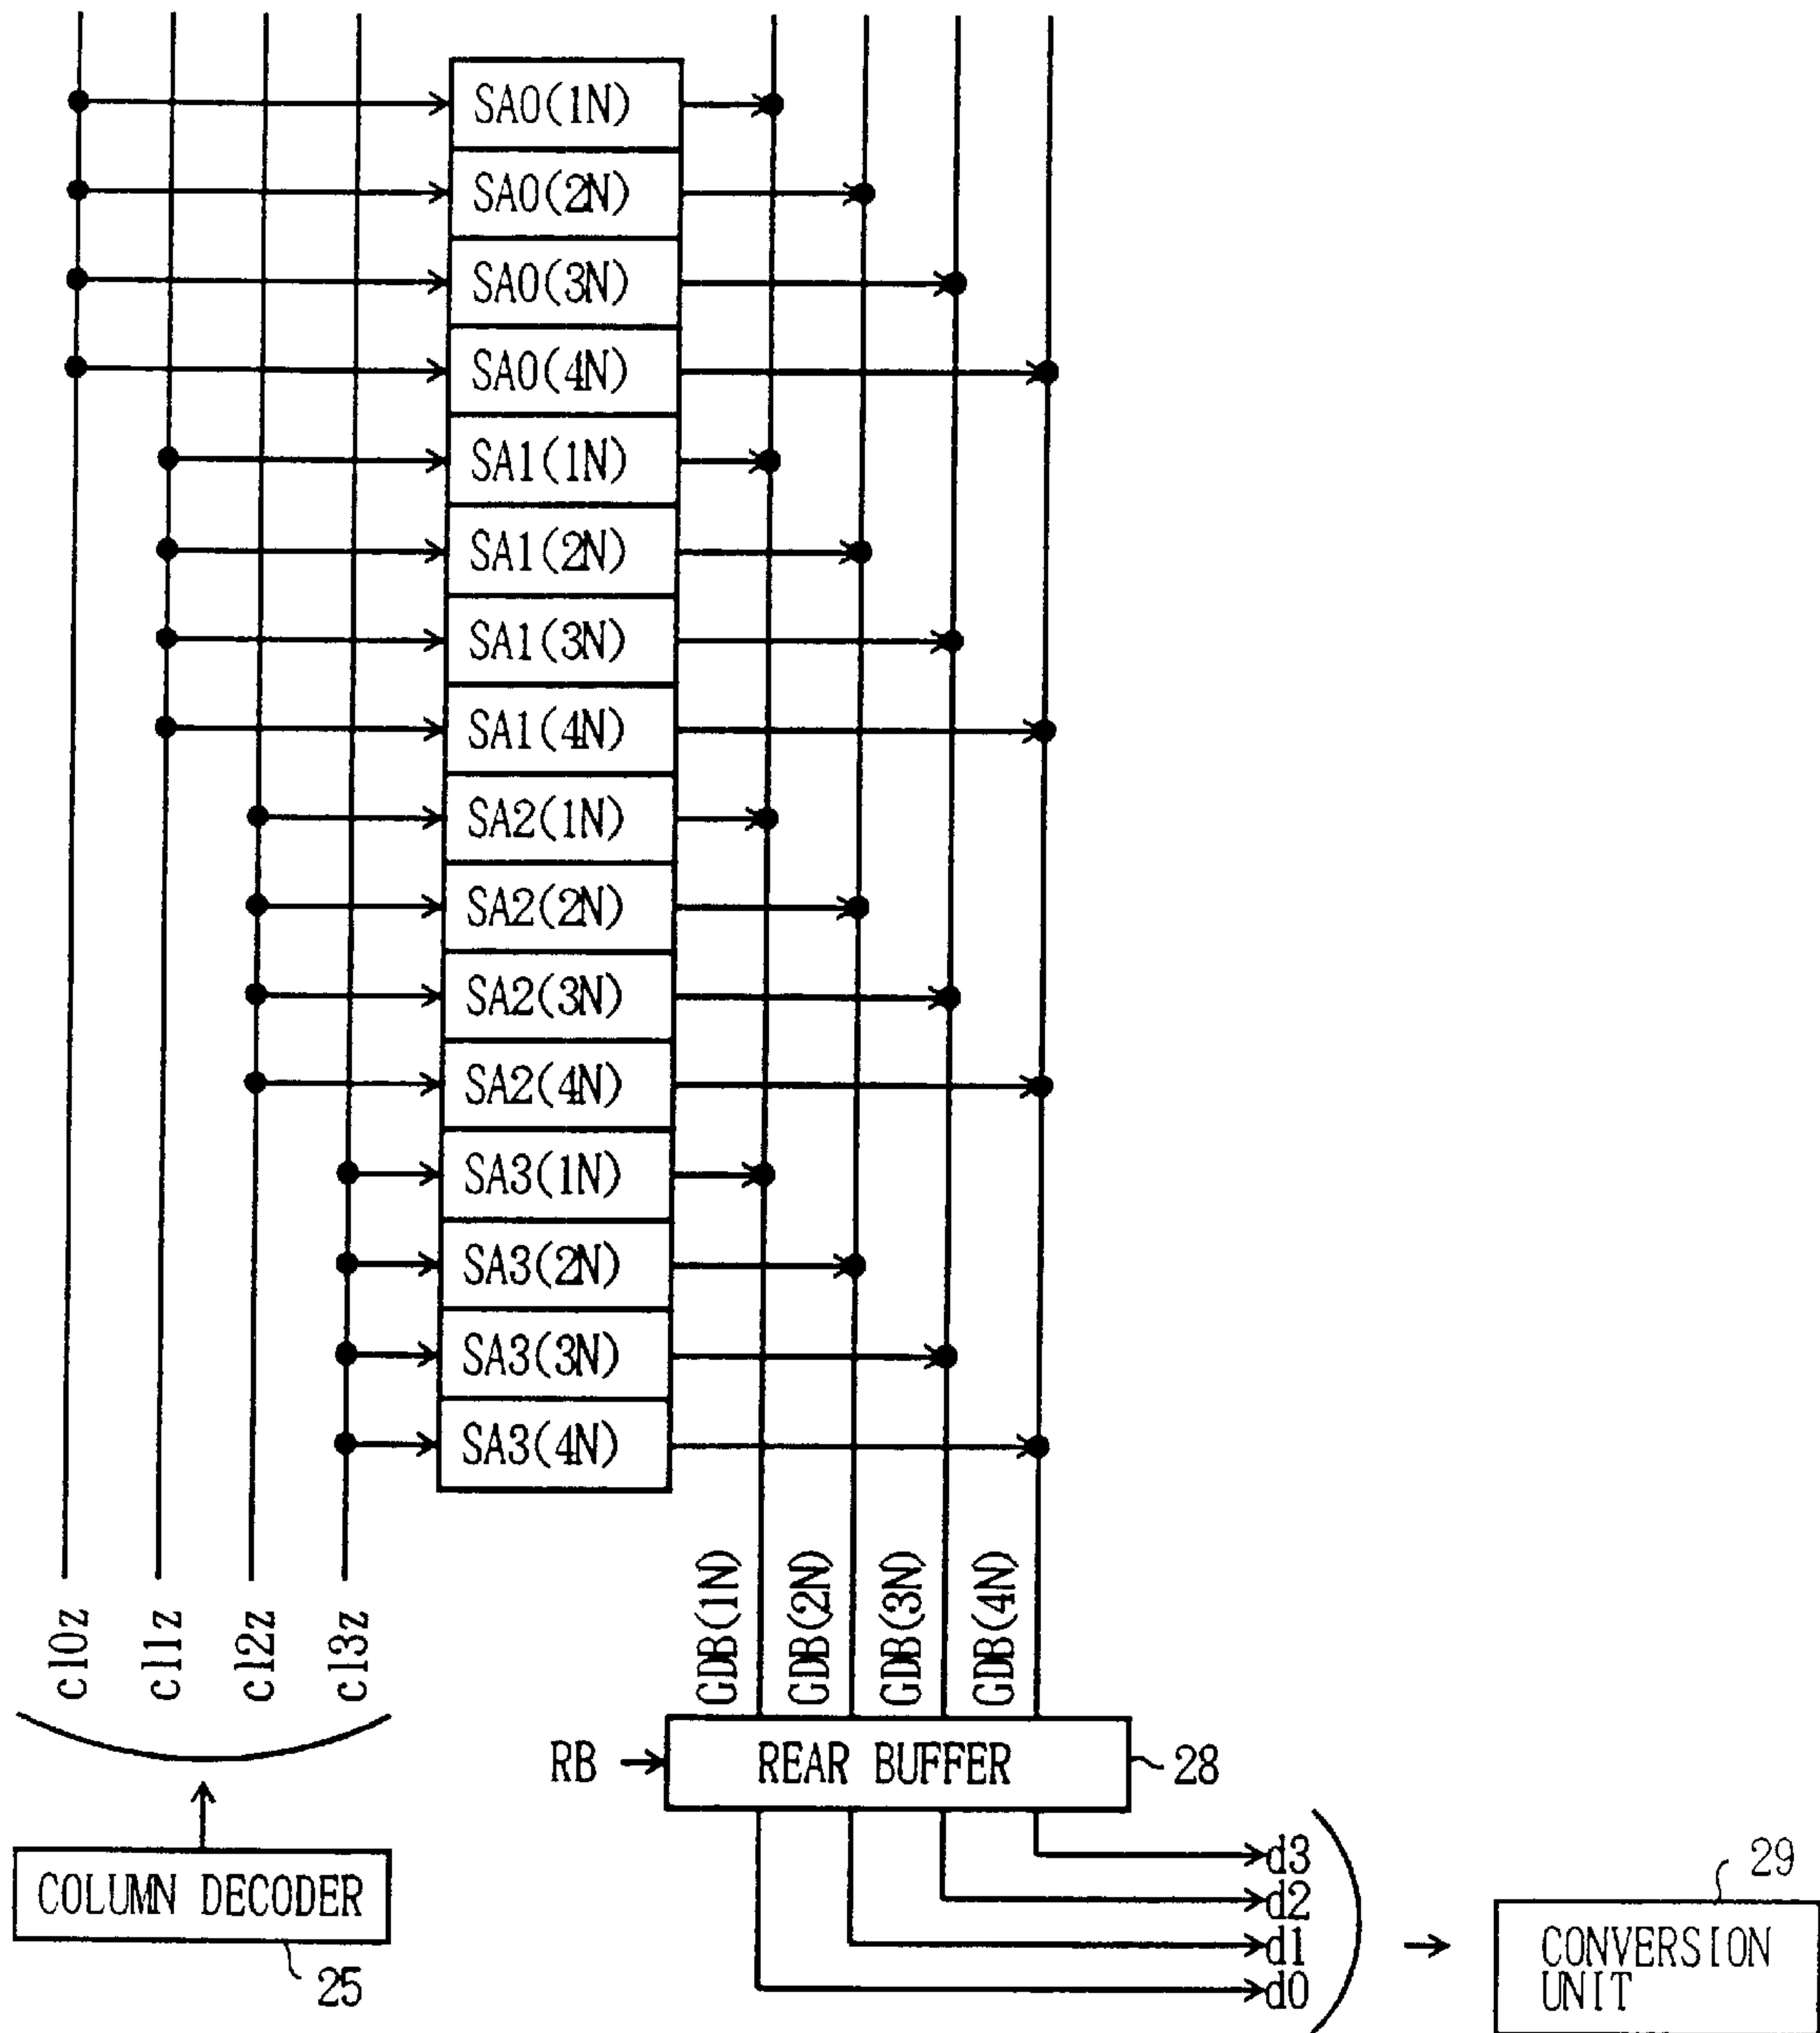 SA0(1N)
SA0(2N)
SA0(3N)
SA0(4N)
SA1(1N)
SA1(2N)
SA1(3N)
SA1(4N)
SA2(1N)
SA2(2N)
SA2(3N)
SA2(4N)
SA3(1N)
SA3(2N)
SA3(3N)
SA3(4N)
cl0z
cl1z
cl2z
cl3z
GDB(1N)
GDB(2N)
GDB(3N)
GDB(4N)
RB
REAR BUFFER
28
COLUMN DECODER
25
d3
d2
d1
d0
29
CONVERSION
UNIT